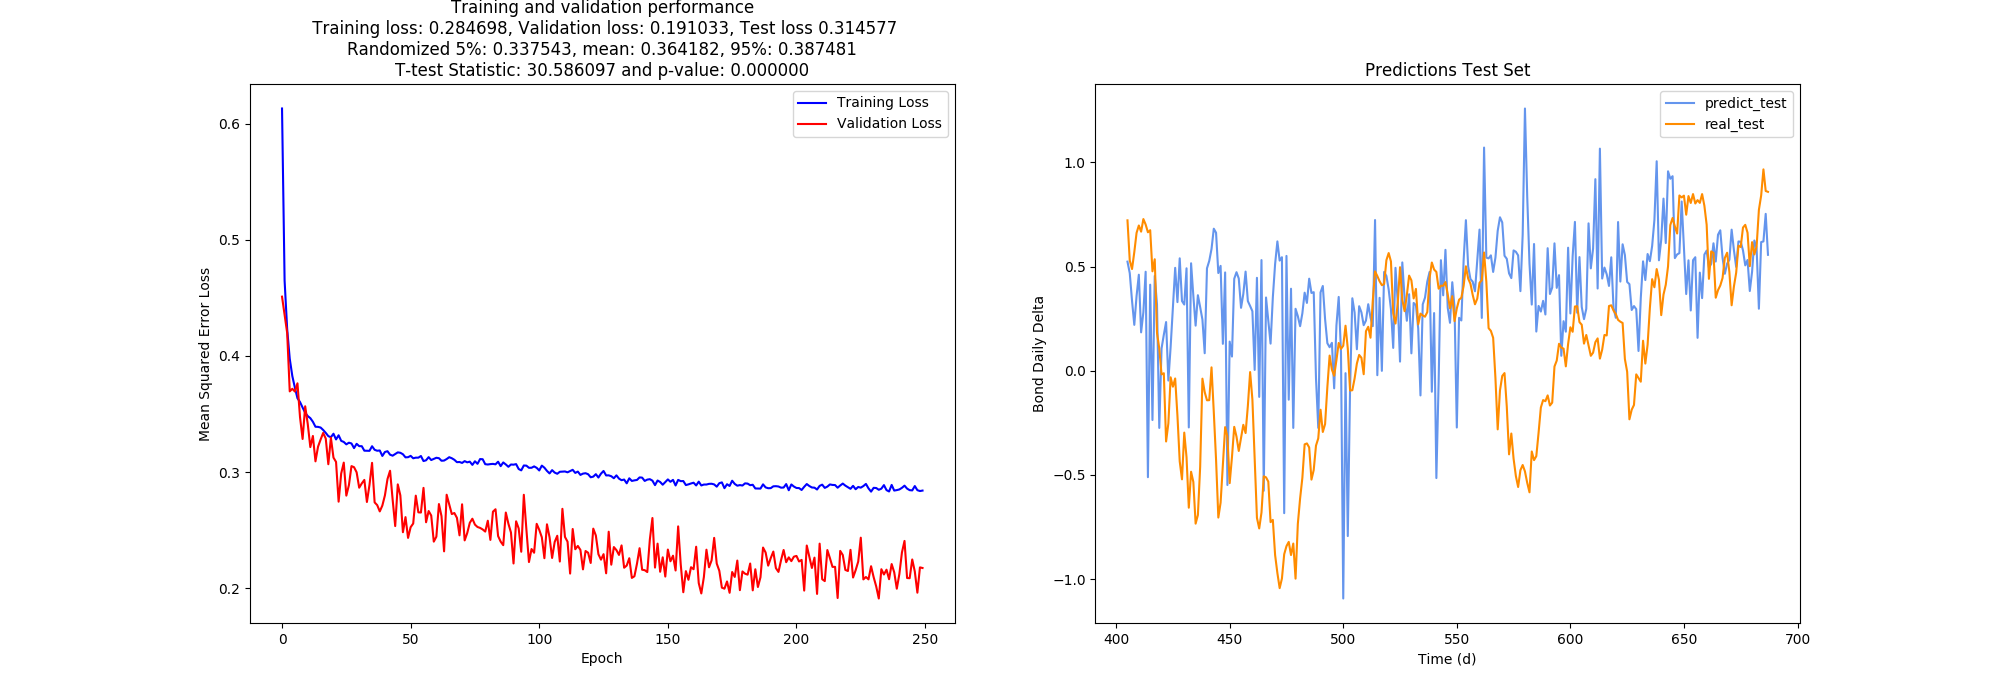 Training and validation performance
Training loss: 0.284698, Validation loss: 0.191033, Test loss 0.314577
Randomized 5%: 0.337543, mean: 0.364182, 95%: 0.387481
T-test Statistic: 30.586097 and p-value: 0.000000
Training Loss
Validation Loss
Mean Squared Error Loss
0.6
0.5
0.4
0.3
0.2
0
50
100
150
200
250
Epoch
Predictions Test Set
predict_test
real_test
Bond Daily Delta
1.0
0.5
0.0
−0.5
−1.0
400
450
500
550
600
650
700
Time (d)